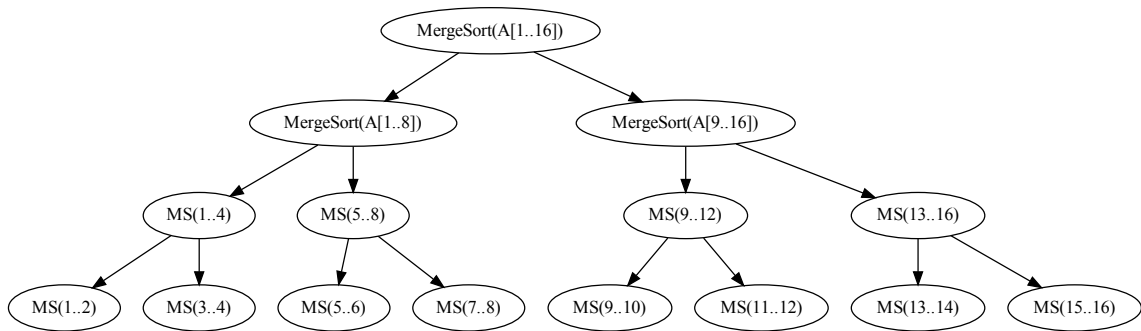 MergeSort(A[1..16])
MergeSort(A[1..8])
MergeSort(A[9..16])
MS(1..4)
MS(5..8)
MS(9..12)
MS(13..16)
MS(1..2)
MS(3..4)
MS(5..6)
MS(7..8)
MS(9..10)
MS(11..12)
MS(13..14)
MS(15..16)